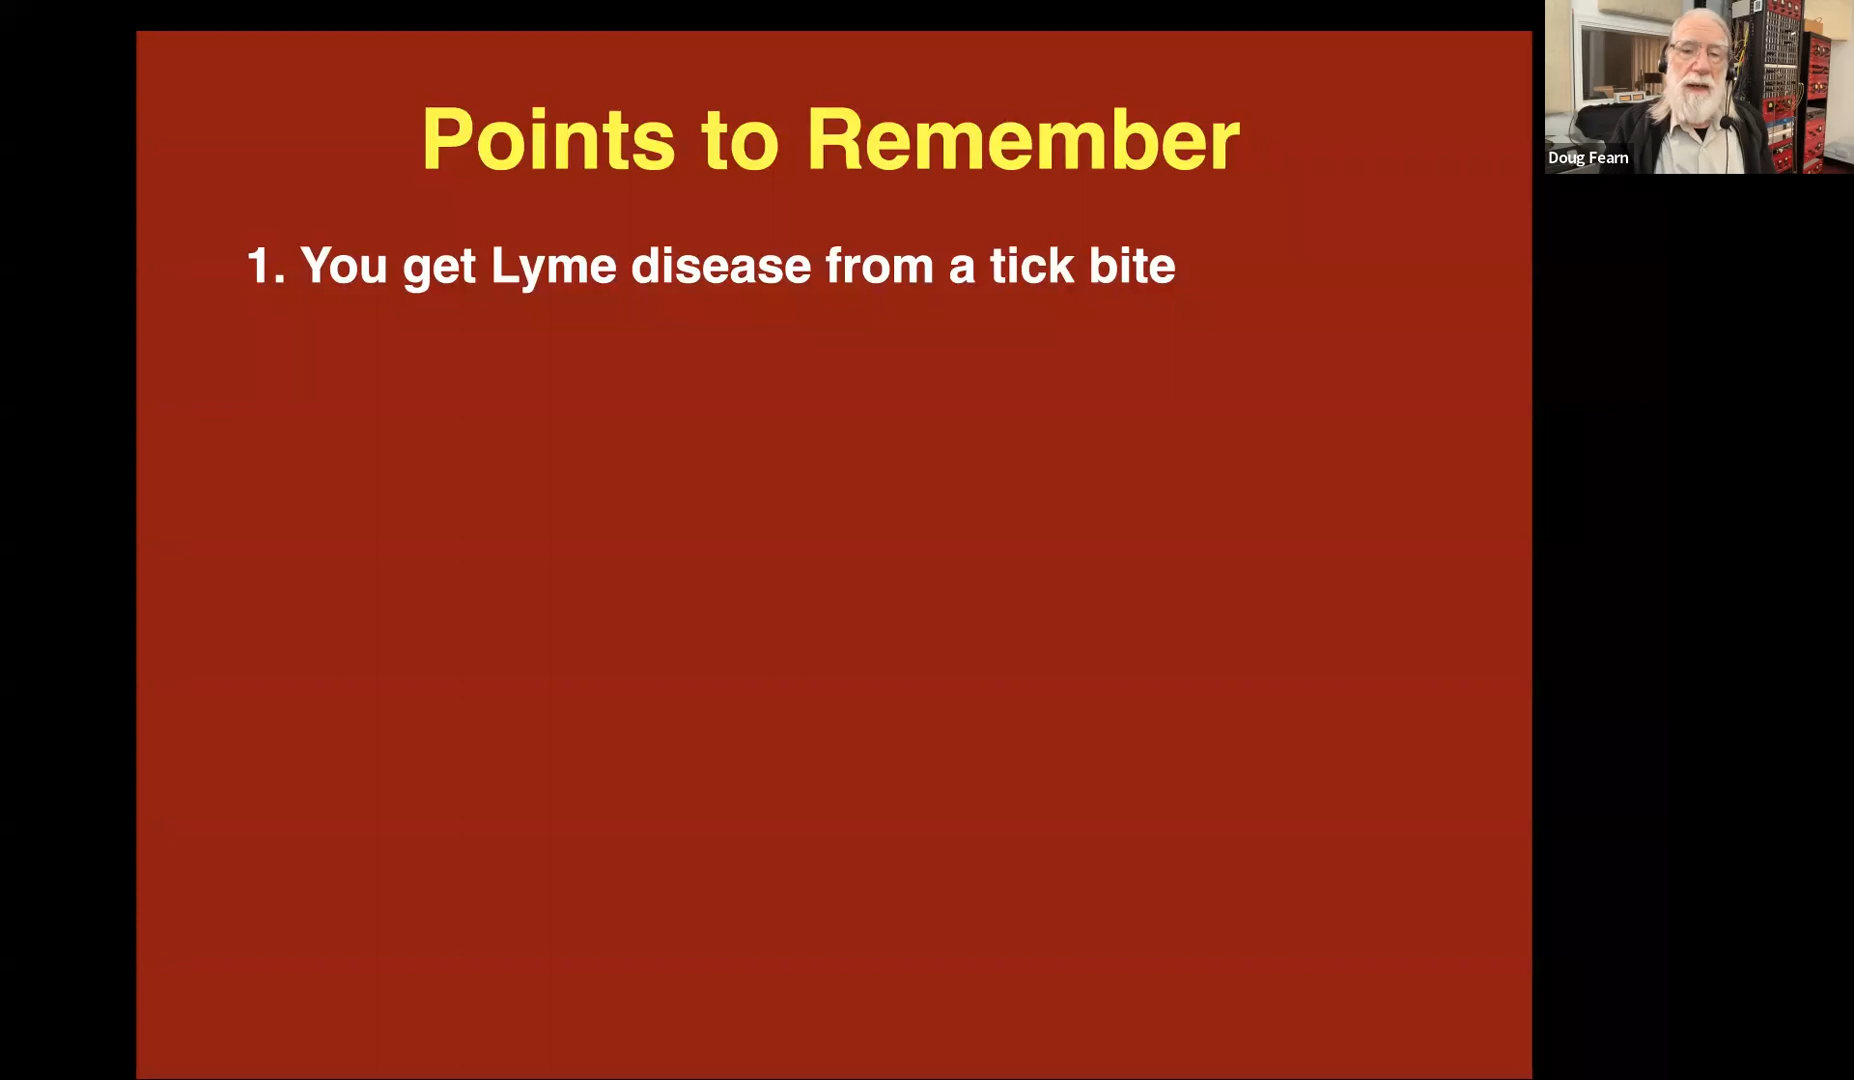 Points to Remember
Doug Fearn
1. You get Lyme disease from a tick bite